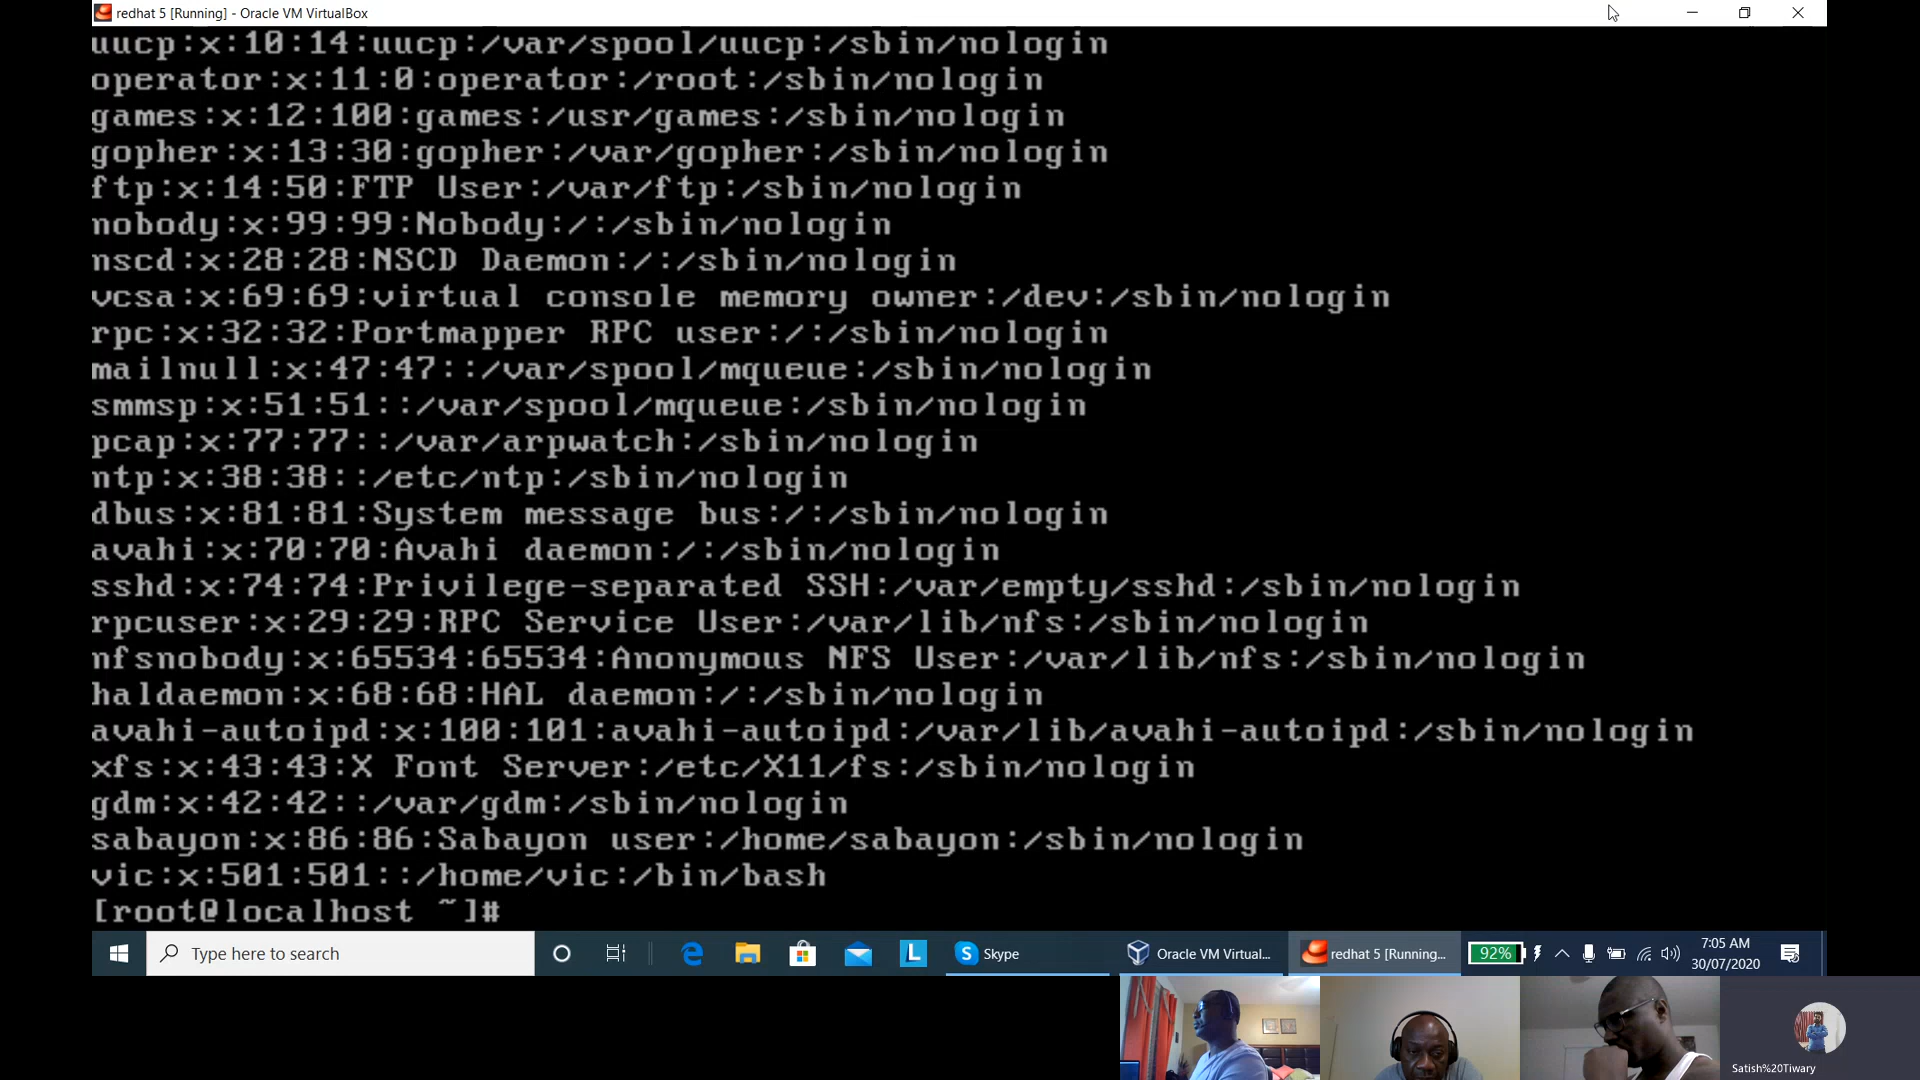 redhat 5 [Running] - Oracle VM VirtualBox
uucp:x:10:14:uucp:/var/spool/uucp:/sbin/nologin
operator:x:11:0:operator:/root:/sbin/nologin
games:x:12:100:games:/usr/games:/sbin/nologin
gopher:x:13:30:gopher:/var/gopher:/sbin/nologin
ftp:x:14:50:FTP User:/var/ftp:/sbin/nologin
nobody:x:99:99:Nobody:/:/sbin/nologin
nscd:x:28:28:NSCD Daemon:/:/sbin/nologin
vcsa:x:69:69:virtual console memory owner:/dev:/sbin/nologin
rpc:x:32:32:Portmapper RPC user:/:/sbin/nologin
mailnull:x:47:47::/var/spool/mqueue:/sbin/nologin
smmsp:x:51:51::/var/spool/mqueue:/sbin/nologin
pcap:x:77:77::/var/arpwatch:/sbin/nologin
ntp:x:38:38::/etc/ntp:/sbin/nologin
dbus:x:81:81:System message bus:/:/sbin/nologin
avahi:x:70:70:Avahi daemon:/:/sbin/nologin
sshd:x:74:74:Privilege-separated SSH:/var/empty/sshd:/sbin/nologin
rpcuser:x:29:29:RPC Service User:/var/lib/nfs:/sbin/nologin
nfsnobody:x:65534:65534:Anonymous NFS User:/var/lib/nfs:/sbin/nologin
haldaemon:x:68:68:HAL daemon:/:/sbin/nologin
avahi-autoipd:x:100:101:avahi-autoipd:/var/lib/avahi-autoipd:/sbin/nologin
xfs:x:43:43:X Font Server:/etc/X11/fs:/sbin/nologin
gdm:x:42:42::/var/gdm:/sbin/nologin
sabayon:x:86:86:Sabayon user:/home/sabayon:/sbin/nologin
vic:x:501:501::/home/vic:/bin/bash
[root@localhost ~]#
Type here to search L S Skype Oracle VM Virtual... redhat 5 [Running... 92% 7:05 AM
30/07/2020
Satish%20Tiwary